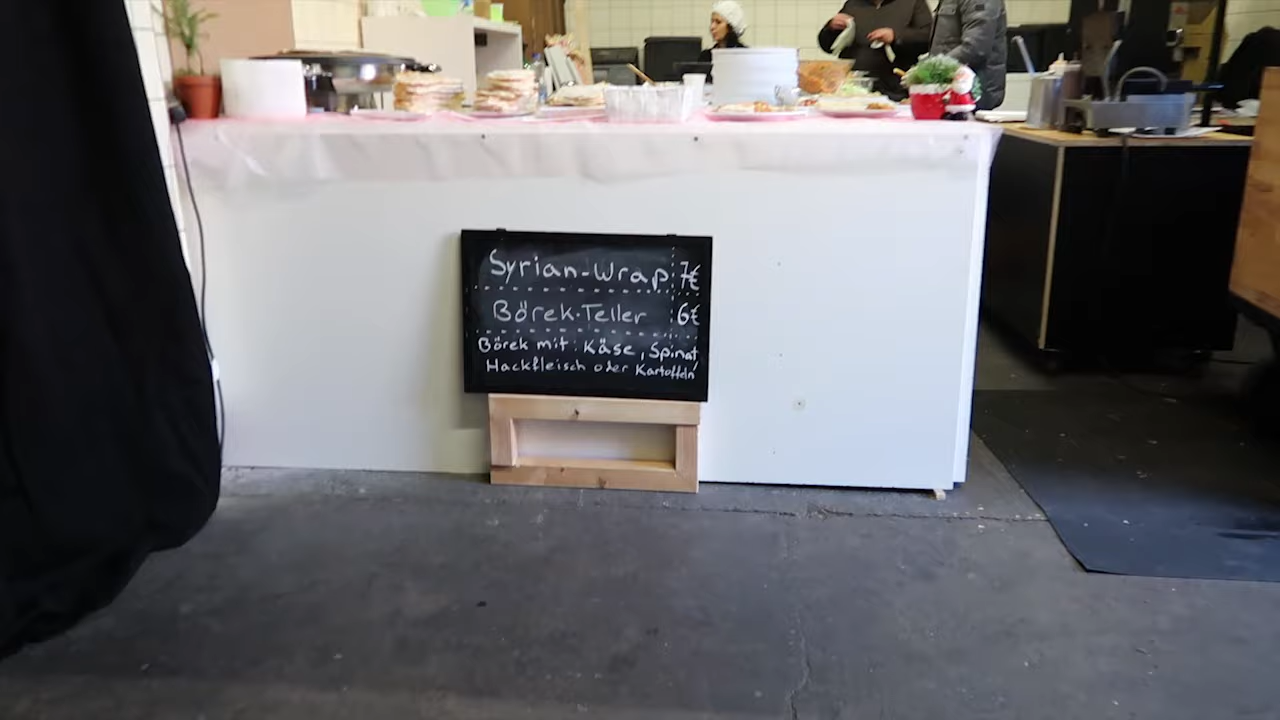 Syrian-Wrap 7€
Börek-Teller 6€
Börek mit: Käse, Spinat,
Hackfleisch oder Kartoffeln